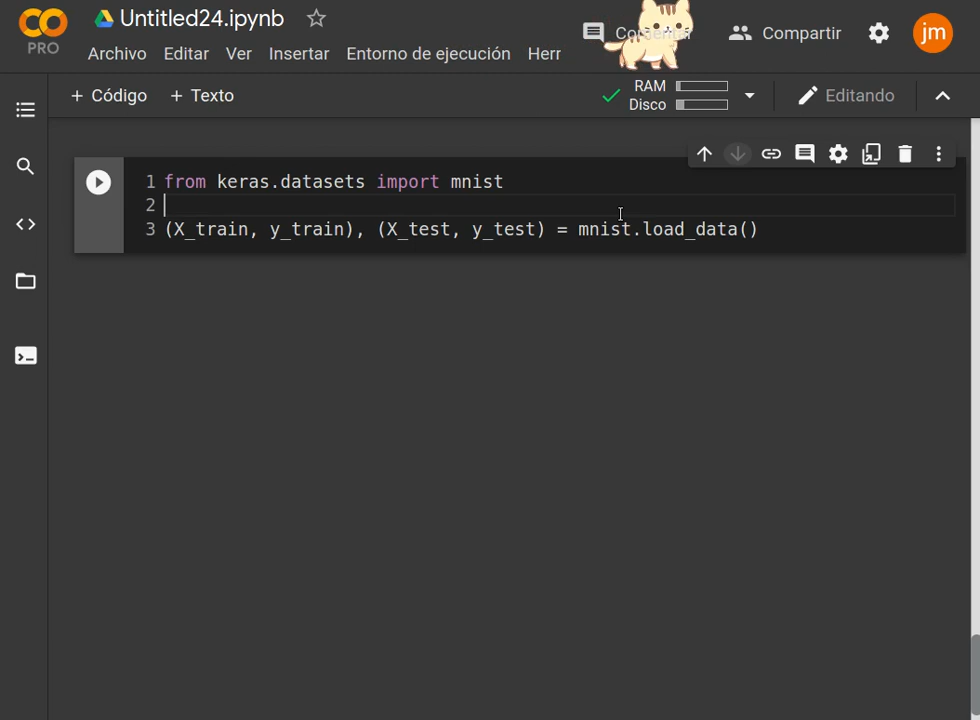 Untitled24.ipynb
PRO
Archivo Editar Ver Insertar Entorno de ejecución Herr
Compartir
jm
+ Código + Texto
RAM
Disco
Editando
1 from keras.datasets import mnist
2
3 (X_train, y_train), (X_test, y_test) = mnist.load_data()